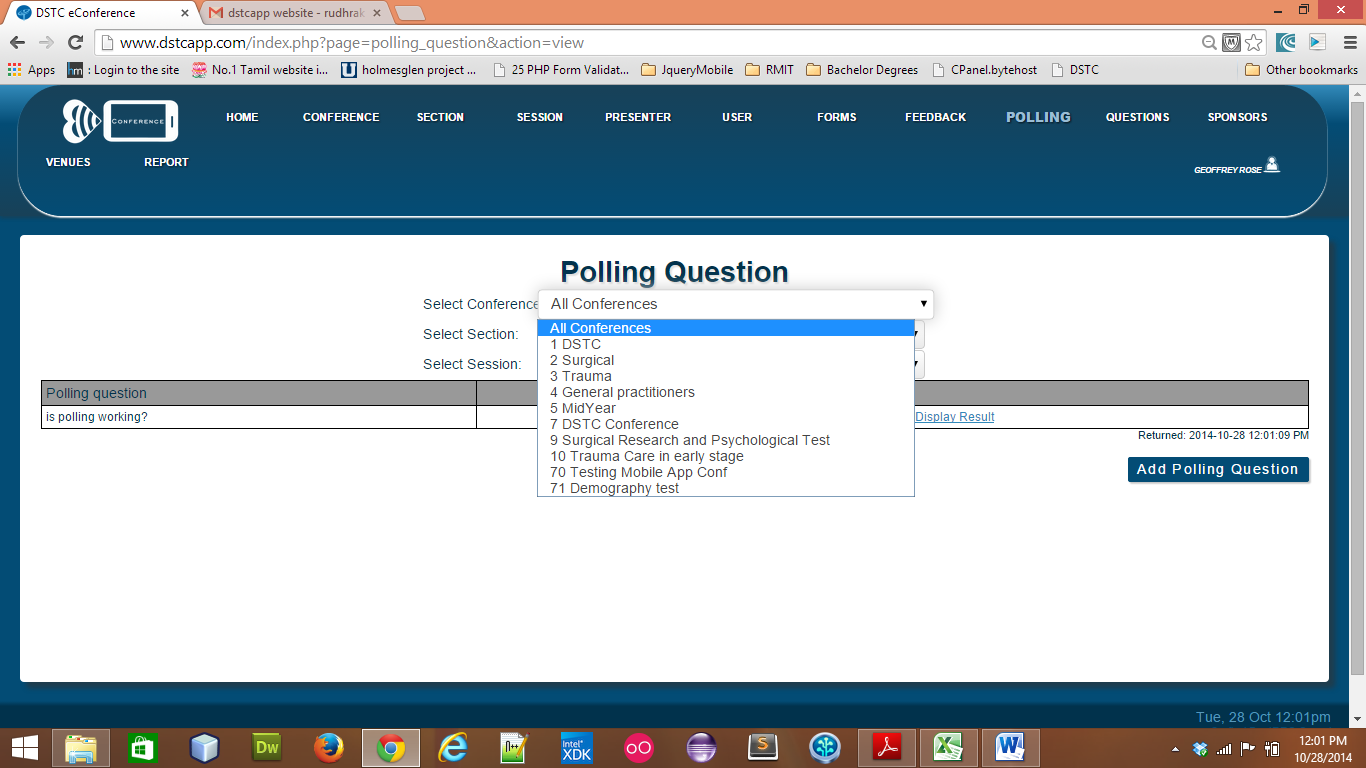 DSTC eConference
dstcapp website - rudhrak
www.dstcapp.com/index.php?page=polling_question&action=view
Apps : Login to the site No.1 Tamil website i... holmesglen project ... 25 PHP Form Validat... JqueryMobile RMIT Bachelor Degrees CPanel.bytehost DSTC Other bookmarks
CONFERENCE
HOME CONFERENCE SECTION SESSION PRESENTER USER FORMS FEEDBACK POLLING QUESTIONS SPONSORS
VENUES REPORT
GEOFFREY ROSE
Polling Question
Select Conference All Conferences
Select Section:
Select Session:
All Conferences
1 DSTC
2 Surgical
3 Trauma
4 General practitioners
5 MidYear
7 DSTC Conference
9 Surgical Research and Psychological Test
10 Trauma Care in early stage
70 Testing Mobile App Conf
71 Demography test
Polling question
is polling working? Display Result
Returned: 2014-10-28 12:01:09 PM
Add Polling Question
Tue, 28 Oct 12:01pm
12:01 PM
10/28/2014